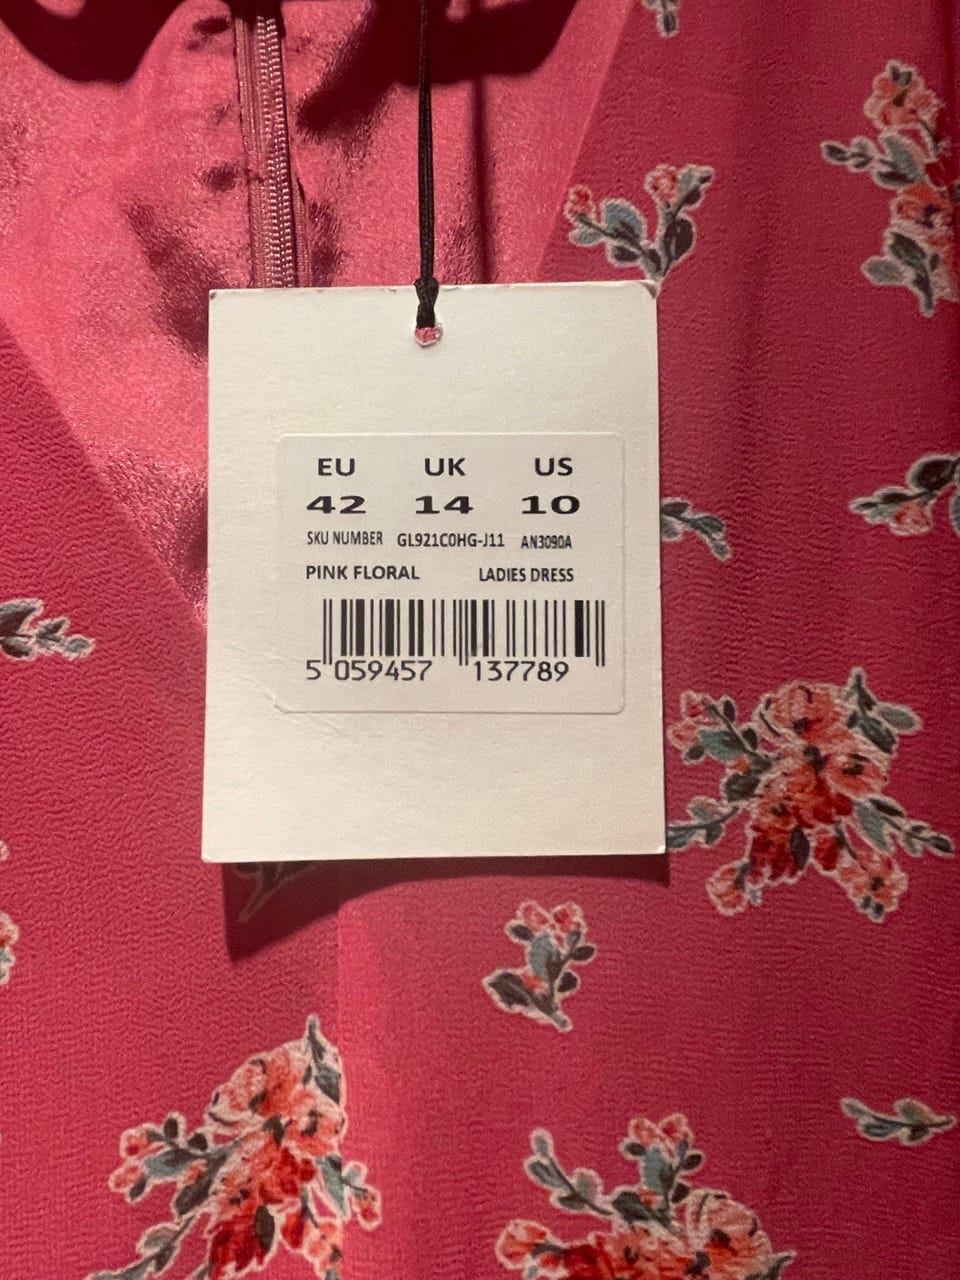 EU UK US
42 14 10
SKU NUMBER GL921C0HG-J11 AN3090A
PINK FLORAL LADIES DRESS
5 059457 137789